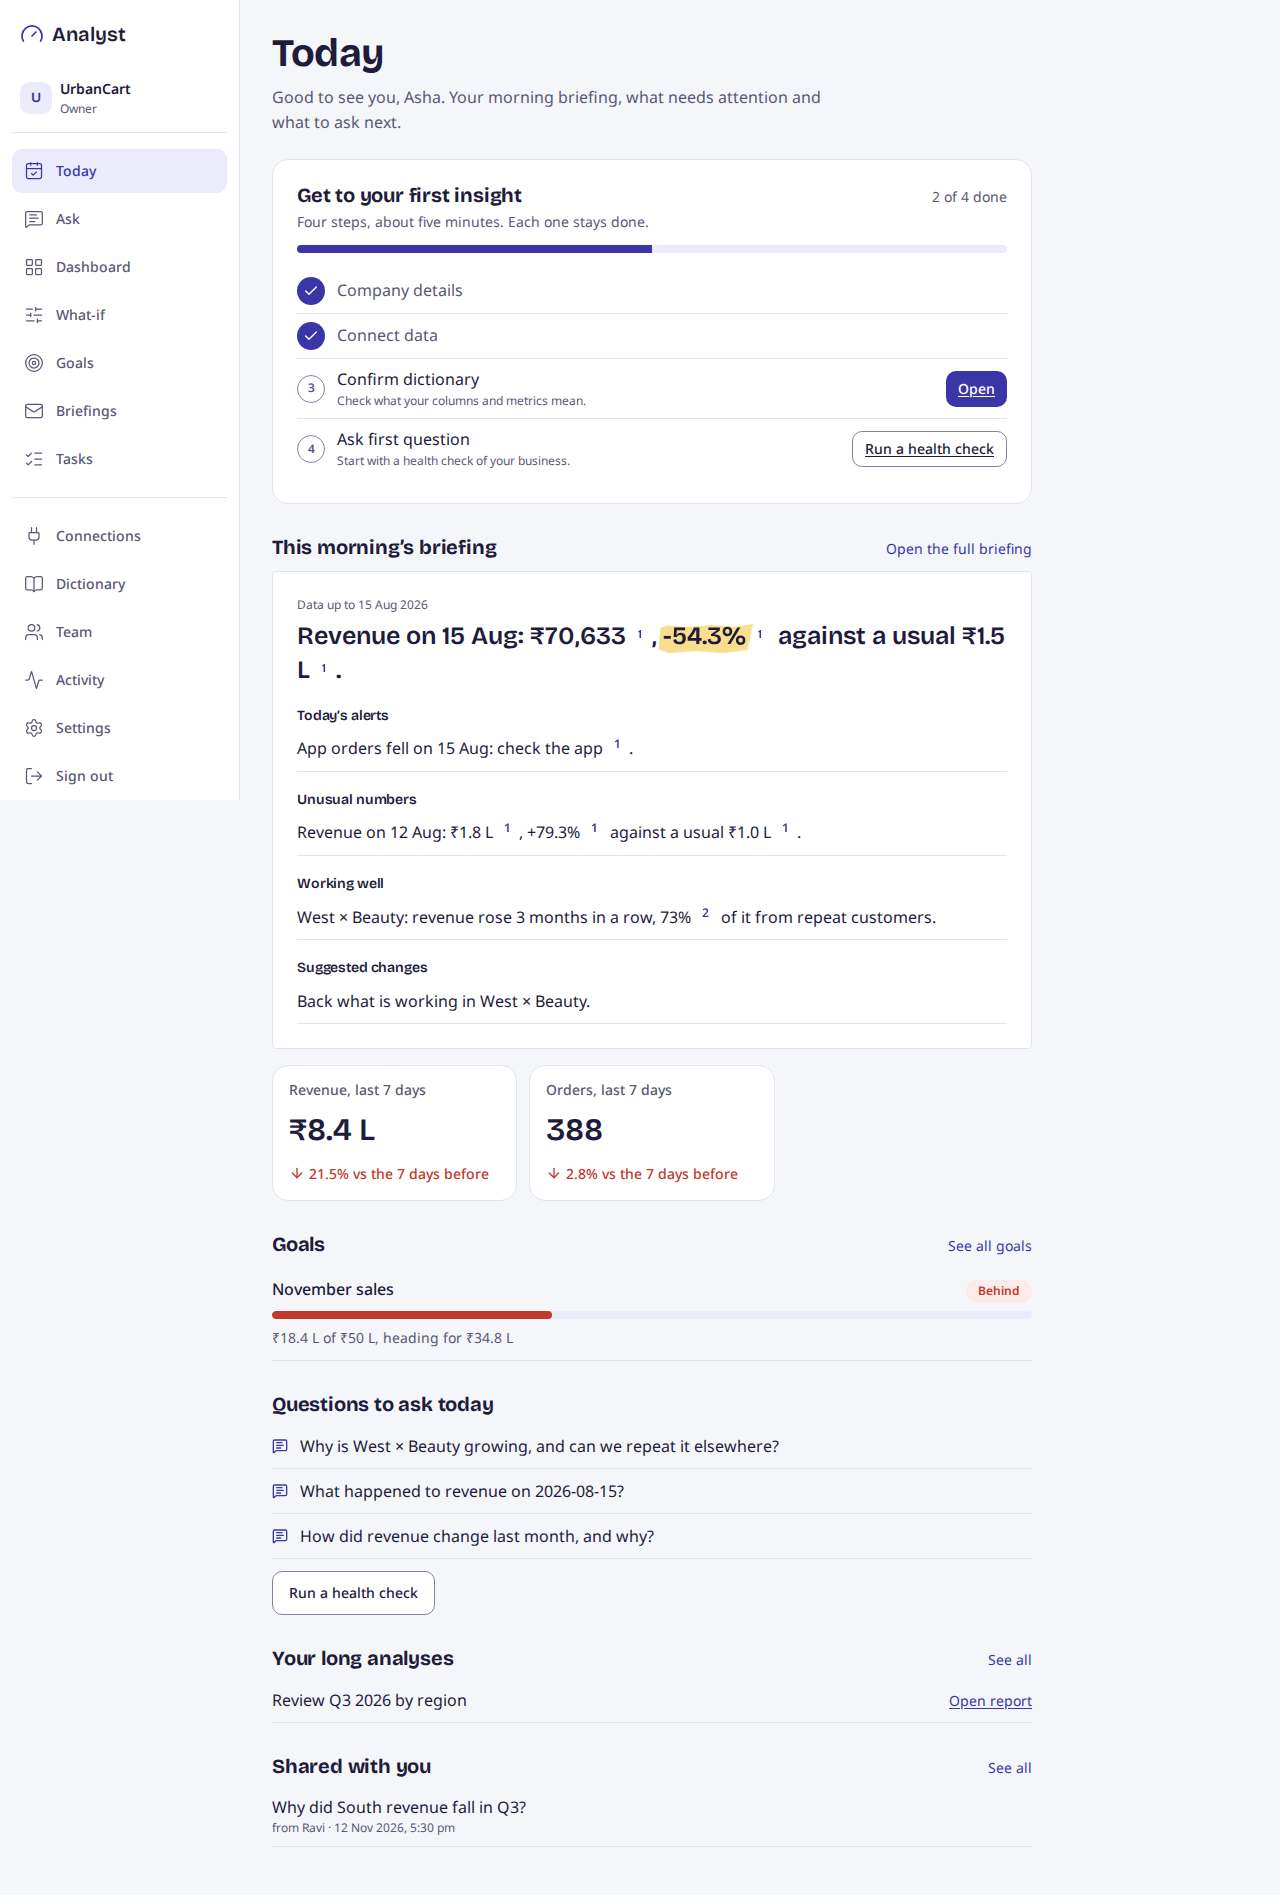 Analyst
U
UrbanCart
Owner
Today
Ask
Dashboard
What-if
Goals
Briefings
Tasks
Connections
Dictionary
Team
Activity
Settings
Sign out
Today
Good to see you, Asha. Your morning briefing, what needs attention and
what to ask next.
Get to your first insight
2 of 4 done
Four steps, about five minutes. Each one stays done.
Company details
Connect data
3
Confirm dictionary
Check what your columns and metrics mean.
Open
4
Ask first question
Start with a health check of your business.
Run a health check
This morning's briefing
Open the full briefing
Data up to 15 Aug 2026
Revenue on 15 Aug: ₹70,633 1 , -54.3% 1 against a usual ₹1.5
L 1 .
Today's alerts
App orders fell on 15 Aug: check the app 1 .
Unusual numbers
Revenue on 12 Aug: ₹1.8 L 1 , +79.3% 1 against a usual ₹1.0 L 1 .
Working well
West × Beauty: revenue rose 3 months in a row, 73% 2 of it from repeat customers.
Suggested changes
Back what is working in West × Beauty.
Revenue, last 7 days
₹8.4 L
21.5% vs the 7 days before
Orders, last 7 days
388
2.8% vs the 7 days before
Goals
See all goals
November sales
Behind
₹18.4 L of ₹50 L, heading for ₹34.8 L
Questions to ask today
Why is West × Beauty growing, and can we repeat it elsewhere?
What happened to revenue on 2026-08-15?
How did revenue change last month, and why?
Run a health check
Your long analyses
See all
Review Q3 2026 by region
Open report
Shared with you
See all
Why did South revenue fall in Q3?
from Ravi · 12 Nov 2026, 5:30 pm